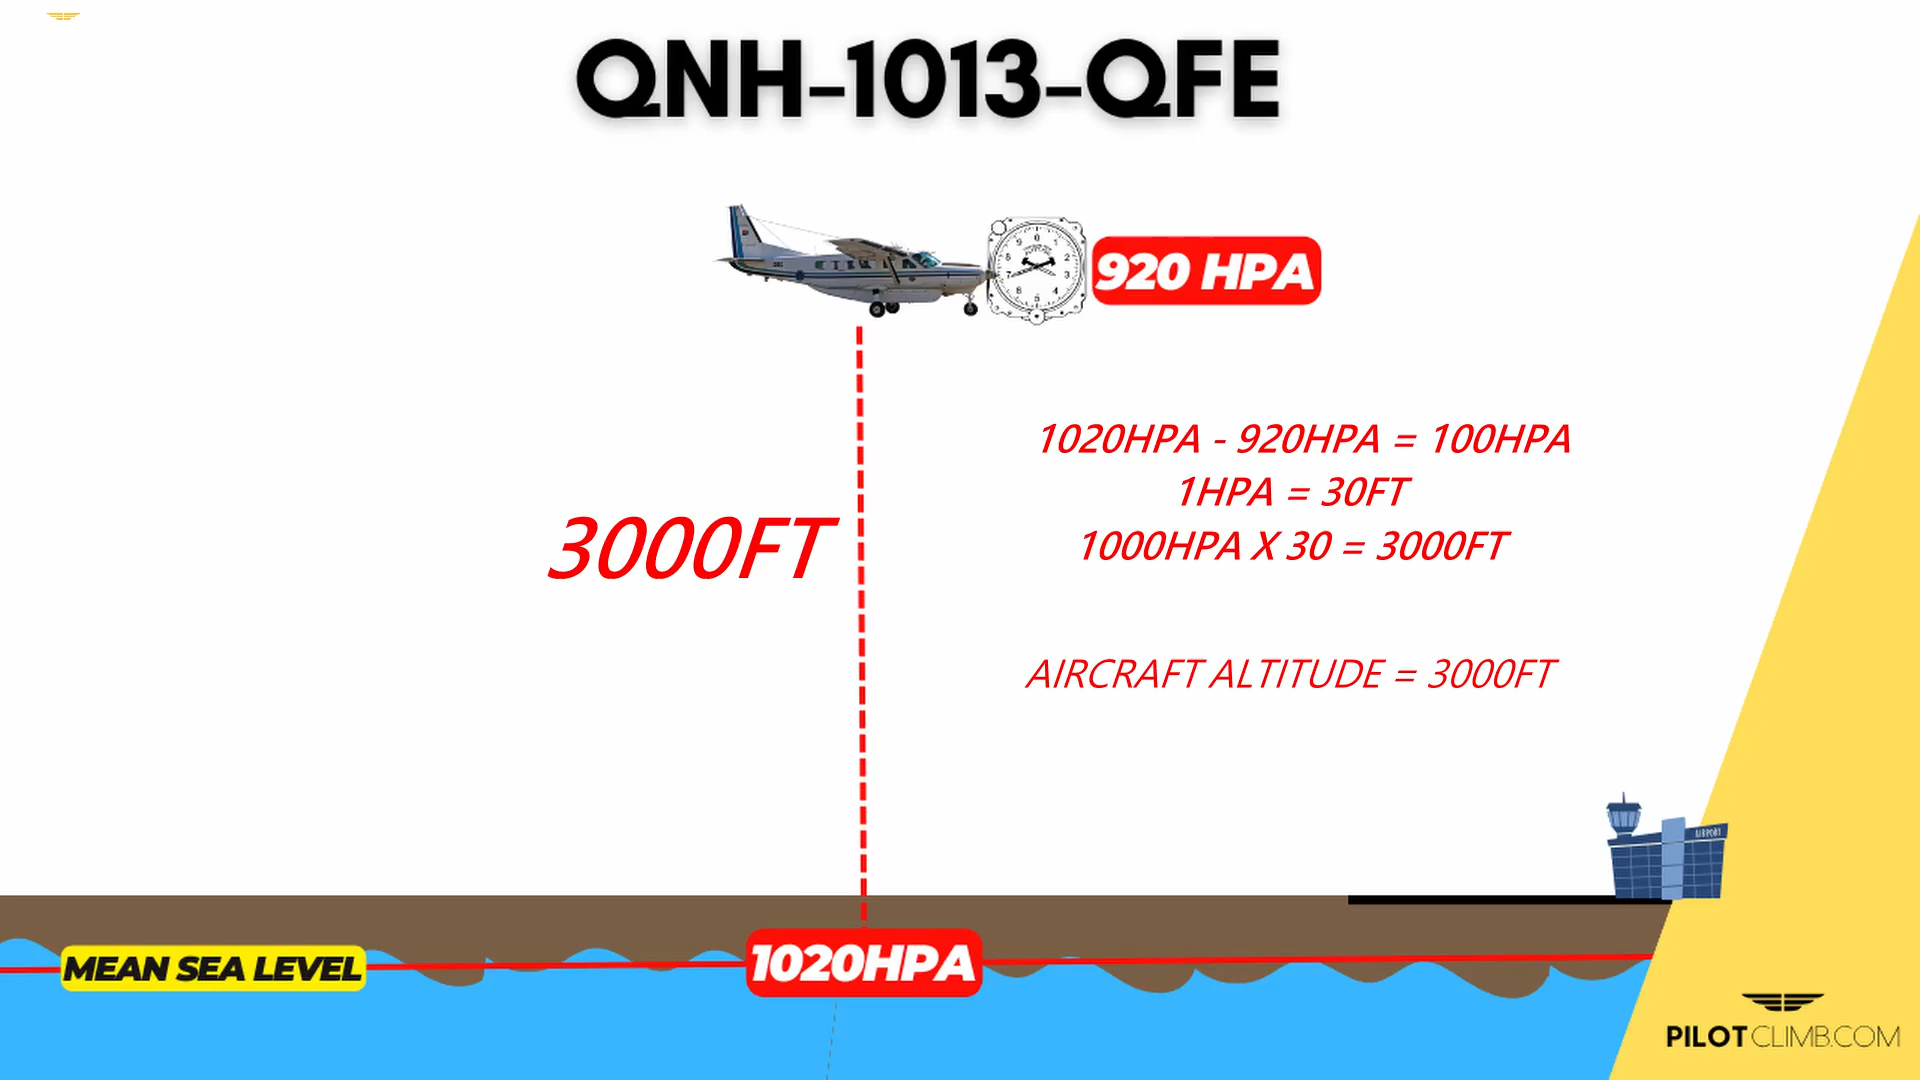 QNH-1013-QFE
920 HPA
1020HPA - 920HPA = 100HPA
1HPA = 30FT
1000HPA X 30 = 3000FT
3000FT
AIRCRAFT ALTITUDE = 3000FT
AIRPORT
MEAN SEA LEVEL
1020HPA
PILOTCLIMB.COM